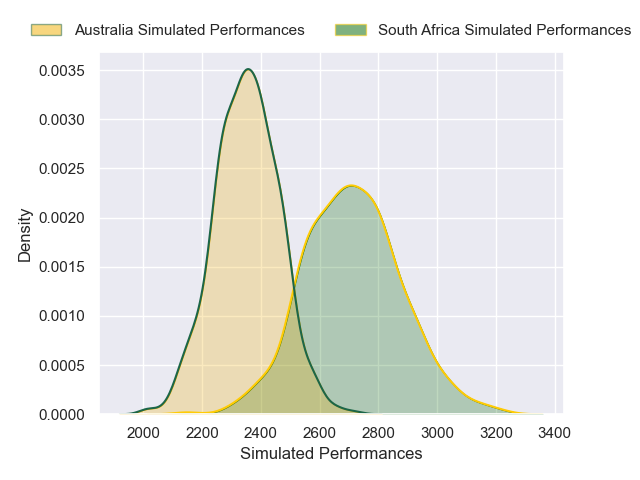 Australia Simulated Performances South Africa Simulated Performances
0.0035
0.0030
0.0025
0.0020
0.0015
0.0010
0.0005
0.0000
Density
2000 2200 2400 2600 2800 3000 3200 3400
Simulated Performances